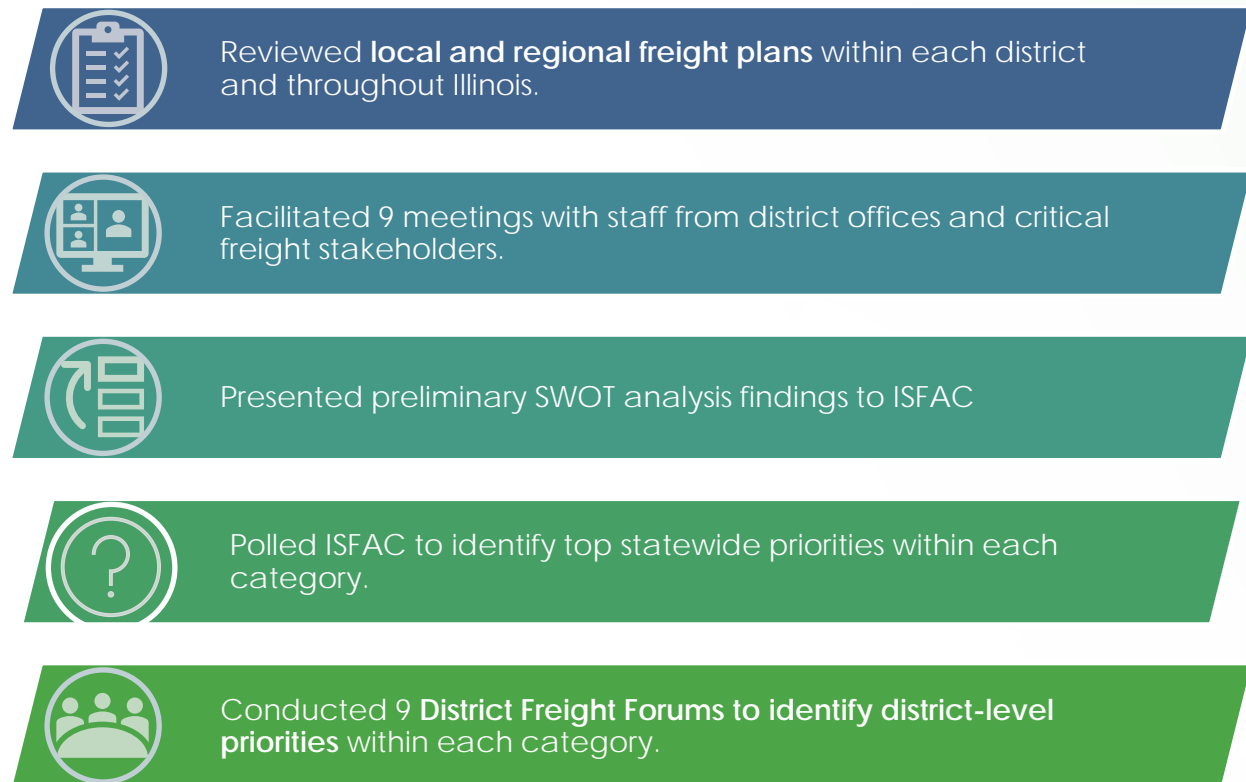 Reviewed local and regional freight plans within each district
and throughout Illinois.
Facilitated 9 meetings with staff from district offices and critical
freight stakeholders.
Presented preliminary SWOT analysis findings to ISFAC
Polled ISFAC to identify top statewide priorities within each
category.
Conducted 9 District Freight Forums to identify district-level
priorities within each category.